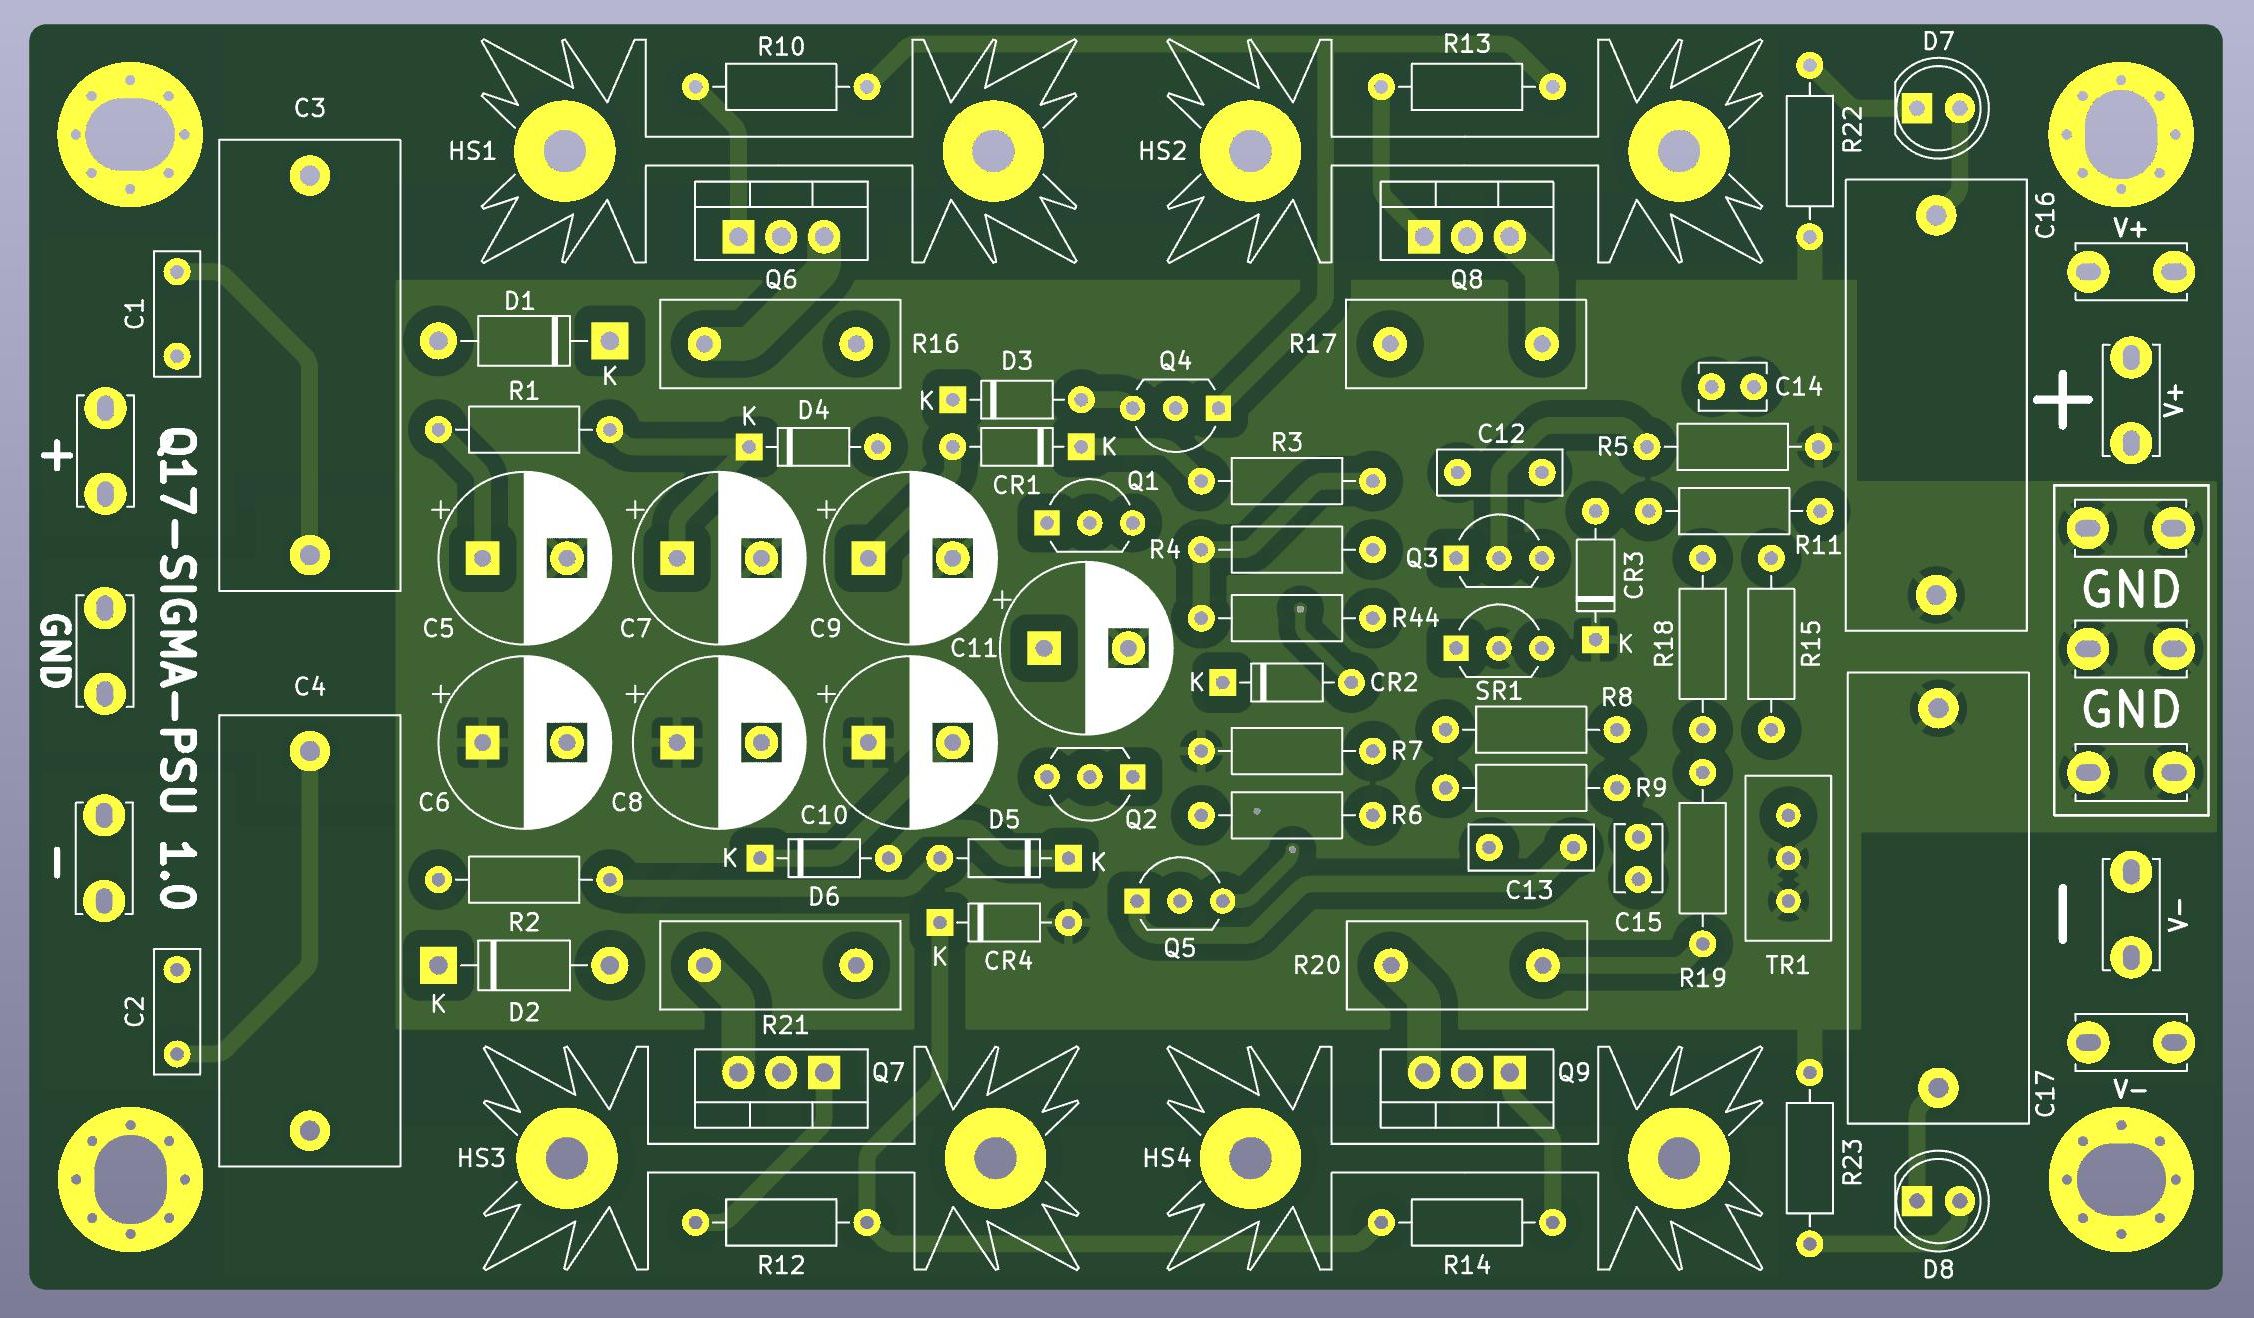 R10
R13
D7
C3
R22
HS1
HS2
C16
V+
Q6
Q8
D1
C1
R16
R17
D3
Q4
K
R1
K
C14
+
V+
K
D4
K
R3
C12
R5
+
CR1
Q1
+
+
+
R4
Q3
R11
CR3
GND
+
C5
C7
C9
R44
GND
Q17-SIGMA-PSU 1.0
C11
K
R18
R15
K
CR2
SR1
C4
R8
GND
+
+
+
R7
R9
C6
C8
C10
D5
Q2
R6
-
K
K
D6
C13
C15
-
V-
R2
K
CR4
Q5
R20
R19
TR1
K
D2
C2
R21
Q7
Q9
C17
V-
HS3
HS4
R23
R12
R14
D8